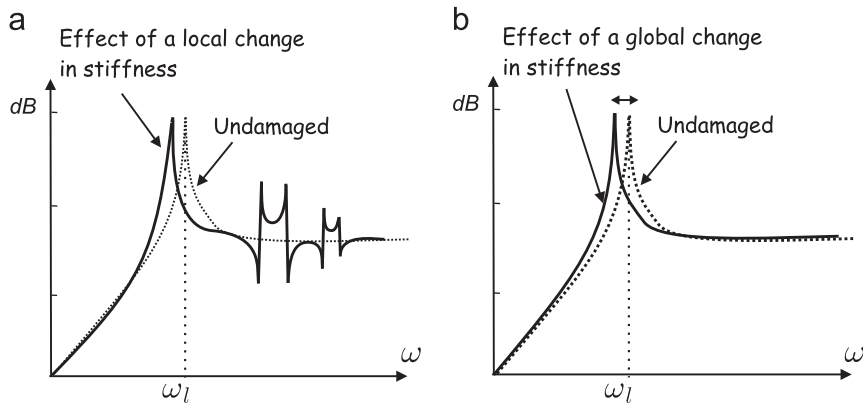 a
Effect of a local change
in stiffness
dB
Undamaged
ω
ωl
b
Effect of a global change
in stiffness
dB
Undamaged
ω
ωl